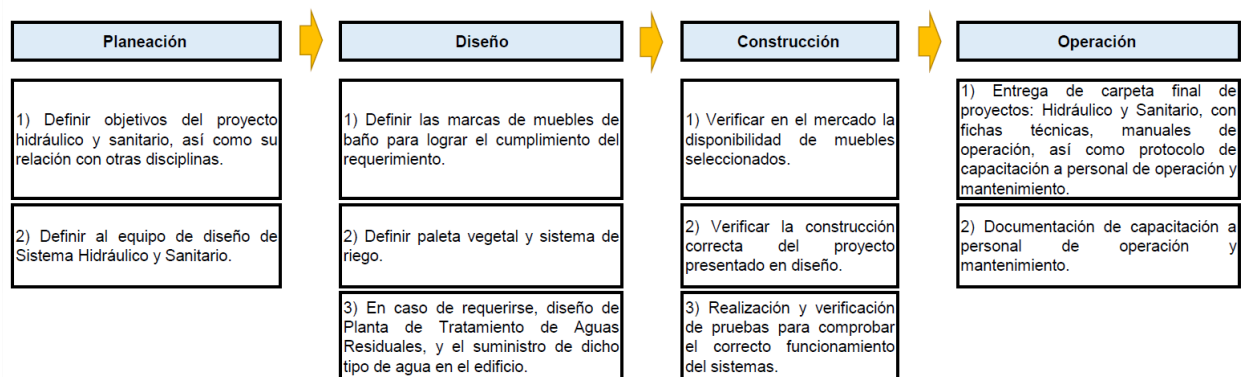 Planeación
Diseño
Construcción
Operación
1) Definir objetivos del proyecto
hidráulico y sanitario, así como su
relación con otras disciplinas.
2) Definir al equipo de diseño de
Sistema Hidráulico y Sanitario.
1) Definir las marcas de muebles de
baño para lograr el cumplimiento del
requerimiento.
2) Definir paleta vegetal y sistema de
riego.
3) En caso de requerirse, diseño de
Planta de Tratamiento de Aguas
Residuales, y el suministro de dicho
tipo de agua en el edificio.
1) Verificar en el mercado la
disponibilidad de muebles
seleccionados.
2) Verificar la construcción
correcta del proyecto
presentado en diseño.
3) Realización y verificación
de pruebas para comprobar
el correcto funcionamiento
del sistemas.
1) Entrega de carpeta final de
proyectos: Hidráulico y Sanitario, con
fichas técnicas, manuales de
operación, así como protocolo de
capacitación a personal de operación y
mantenimiento.
2) Documentación de capacitación a
personal de operación y
mantenimiento.